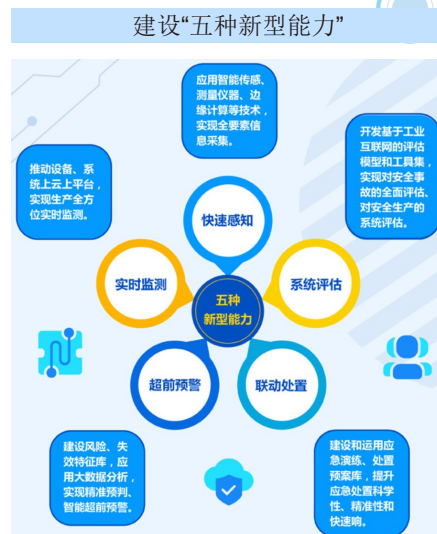 建设“五种新型能力”
应用智能传感、
测量仪器、边
缘计算等技术，
实现全要素信
息采集。
开发基于工业
互联网的评估
模型和工具集，
实现对安全事
故的全面评估、
对安全生产的
系统评估。
推动设备、系
统上云上平台，
实现生产全方
位实时监测。
快速感知
实时监测
系统评估
五种
新型能力
超前预警
联动处置
建设风险、失
效特征库，应
用大数据分析，
实现精准预判、
智能超前预警。
建设和运用应
急演练、处置
预案库，提升
应急处置科学
性、精准性和
快速响。